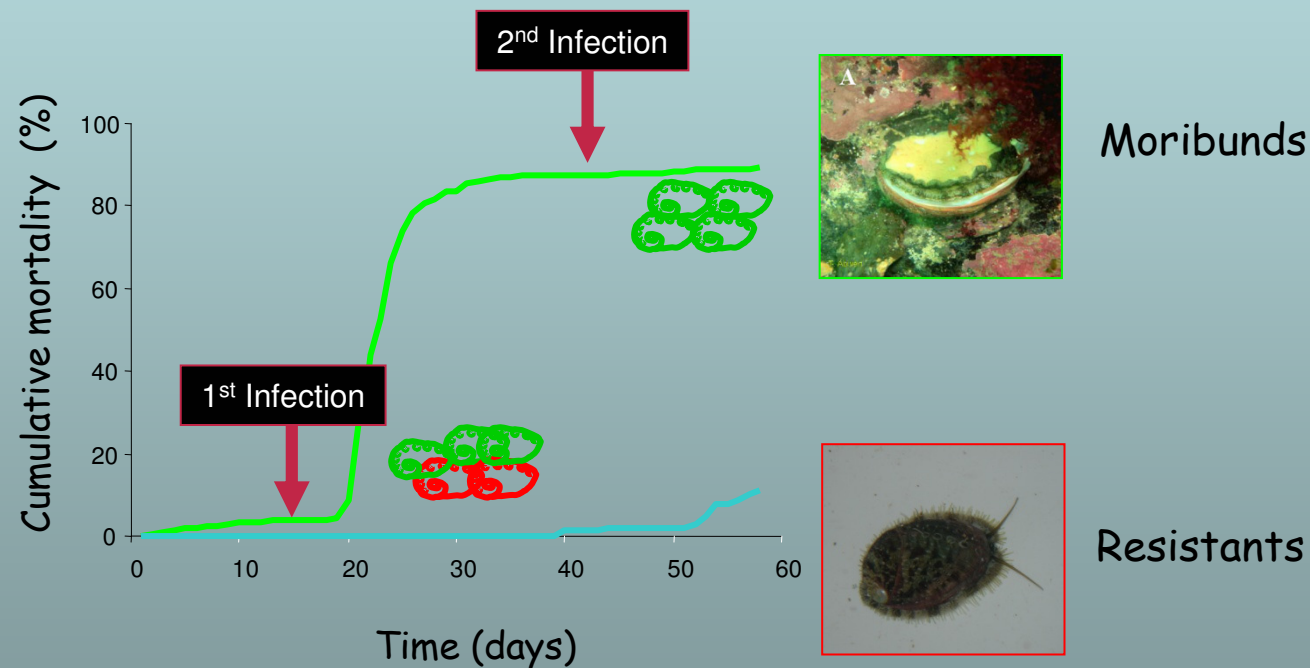 2nd Infection
A
Moribunds
Cumulative mortality (%)
100
80
60
40
20
0
1st Infection
0 10 20 30 40 50 60
Time (days)
Resistants